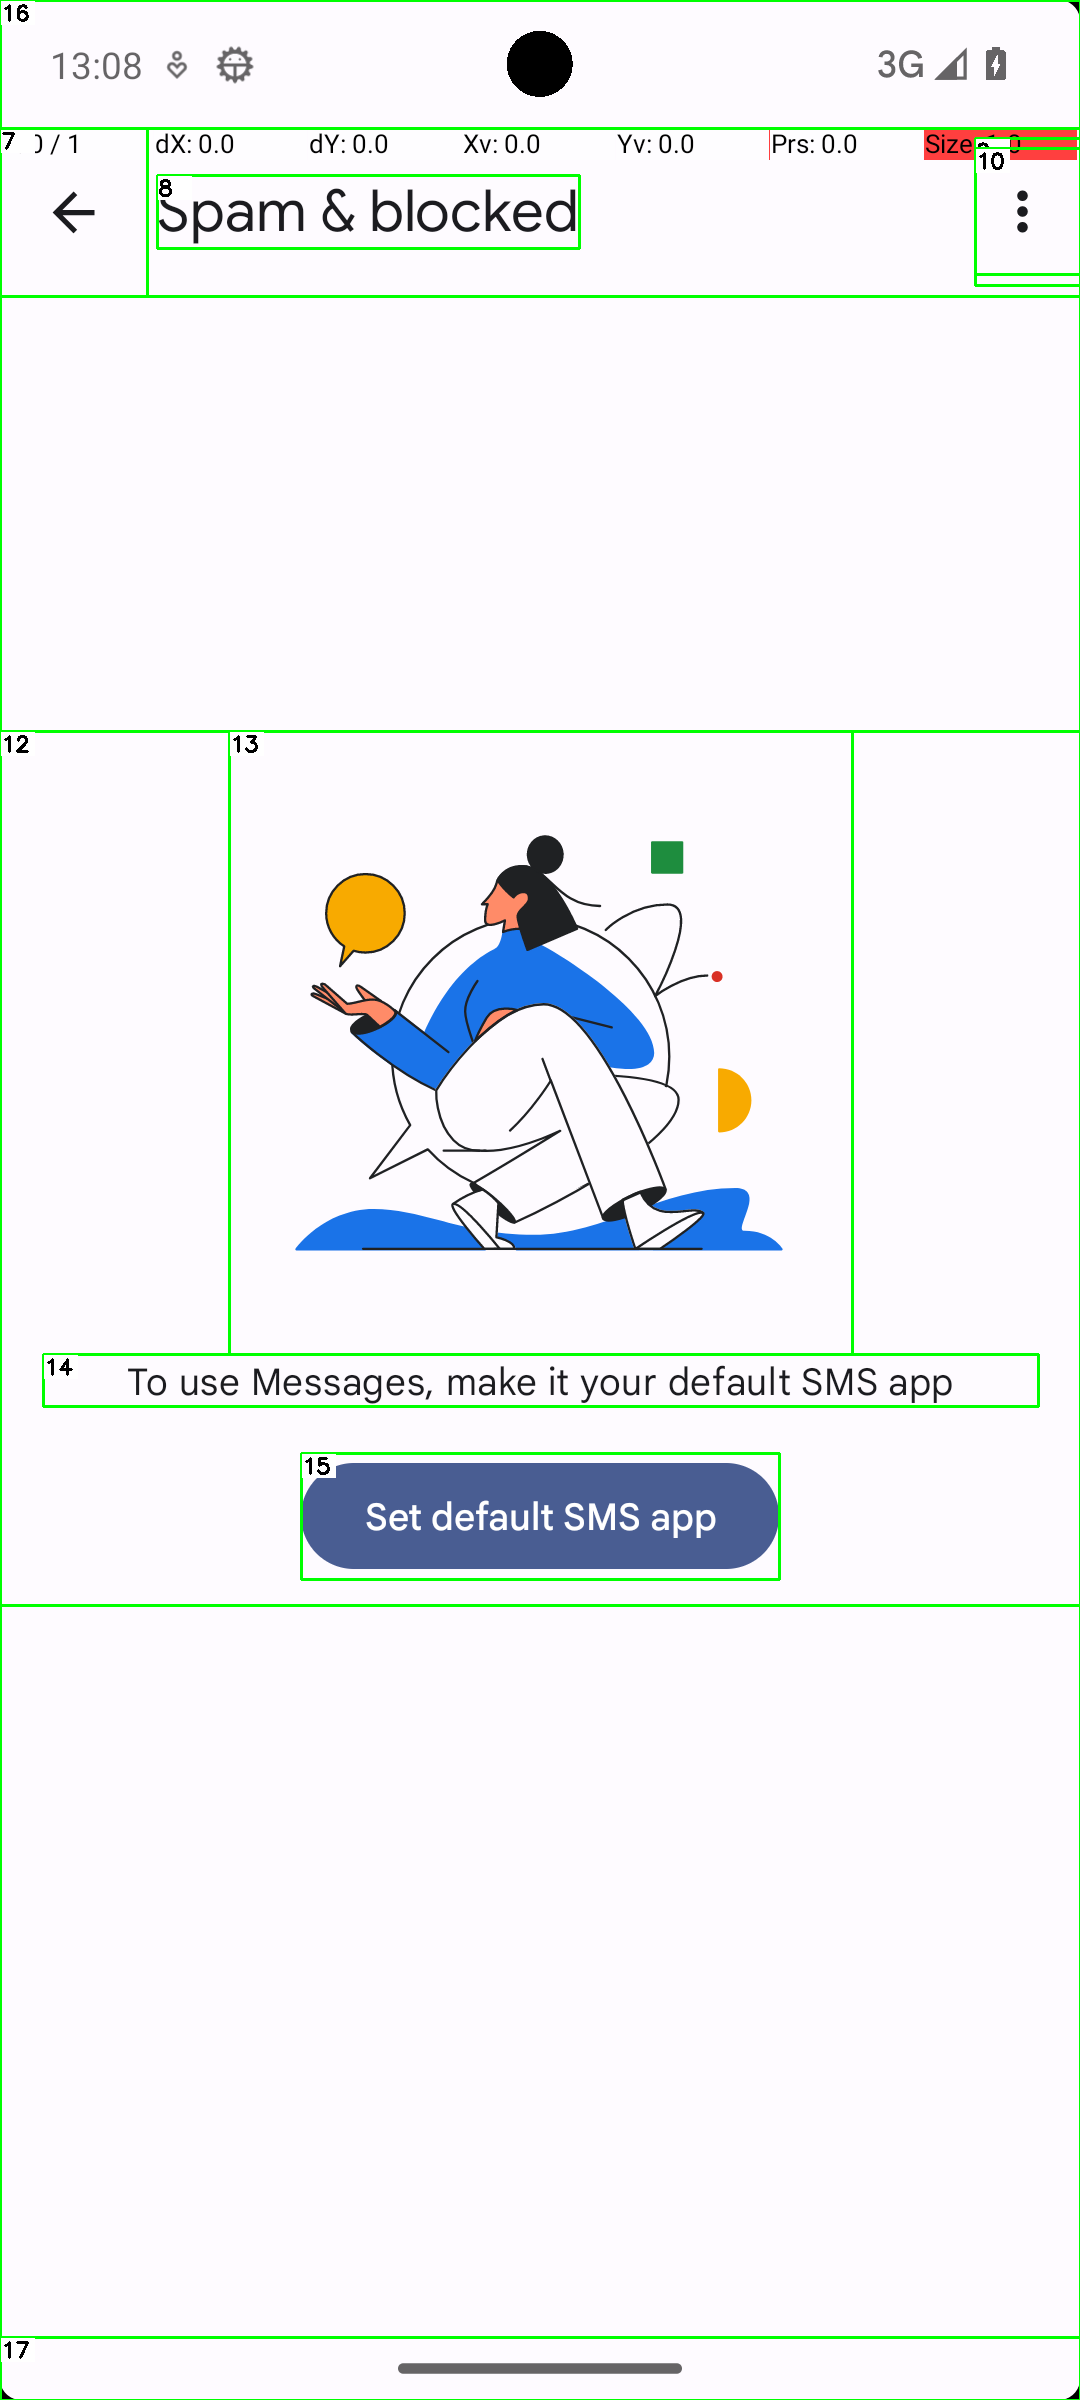 16
13:08 3G
7 0 / 1 dX: 0.0 dY: 0.0 Xv: 0.0 Yv: 0.0 Prs: 0.0 Size
10
8 Spam & blocked
12 13
14 To use Messages, make it your default SMS app
15
Set default SMS app
17